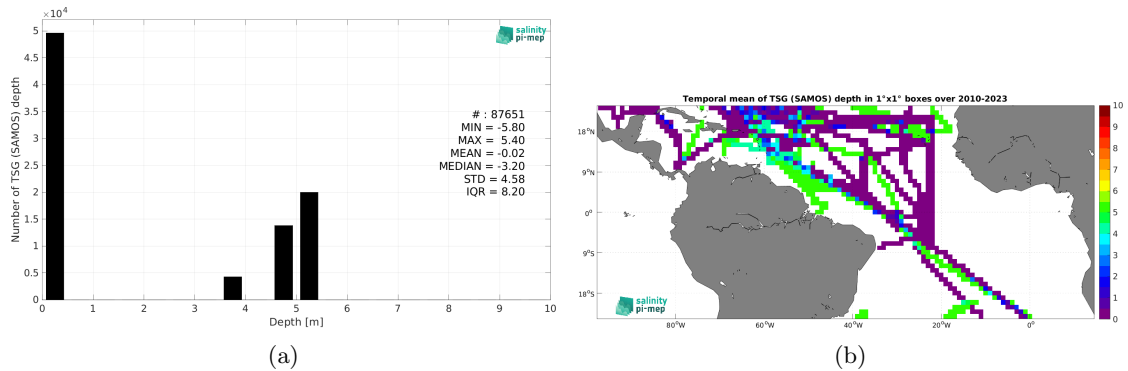 ×10⁴
5
4.5
4
3.5
3
2.5
2
1.5
1
0.5
0
Number of TSG (SAMOS) depth
salinity
pi-mep
# : 87651
MIN = -5.80
MAX = 5.40
MEAN = -0.02
MEDIAN = -3.20
STD = 4.58
IQR = 8.20
0 1 2 3 4 5 6 7 8 9 10
Depth [m]
(a)
Temporal mean of TSG (SAMOS) depth in 1°x1° boxes over 2010-2023
18°N
9°N
0°
9°S
18°S
salinity
pi-mep
80°W 60°W 40°W 20°W 0°
10
9
8
7
6
5
4
3
2
1
0
(b)